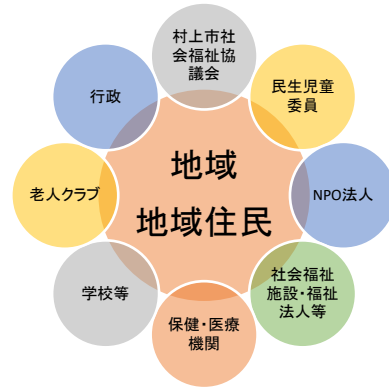 村上市社
会福祉協
議会
民生児童
委員
NPO法人
社会福祉
施設・福祉
法人等
保健・医療
機関
学校等
老人クラブ
行政
地域
地域住民